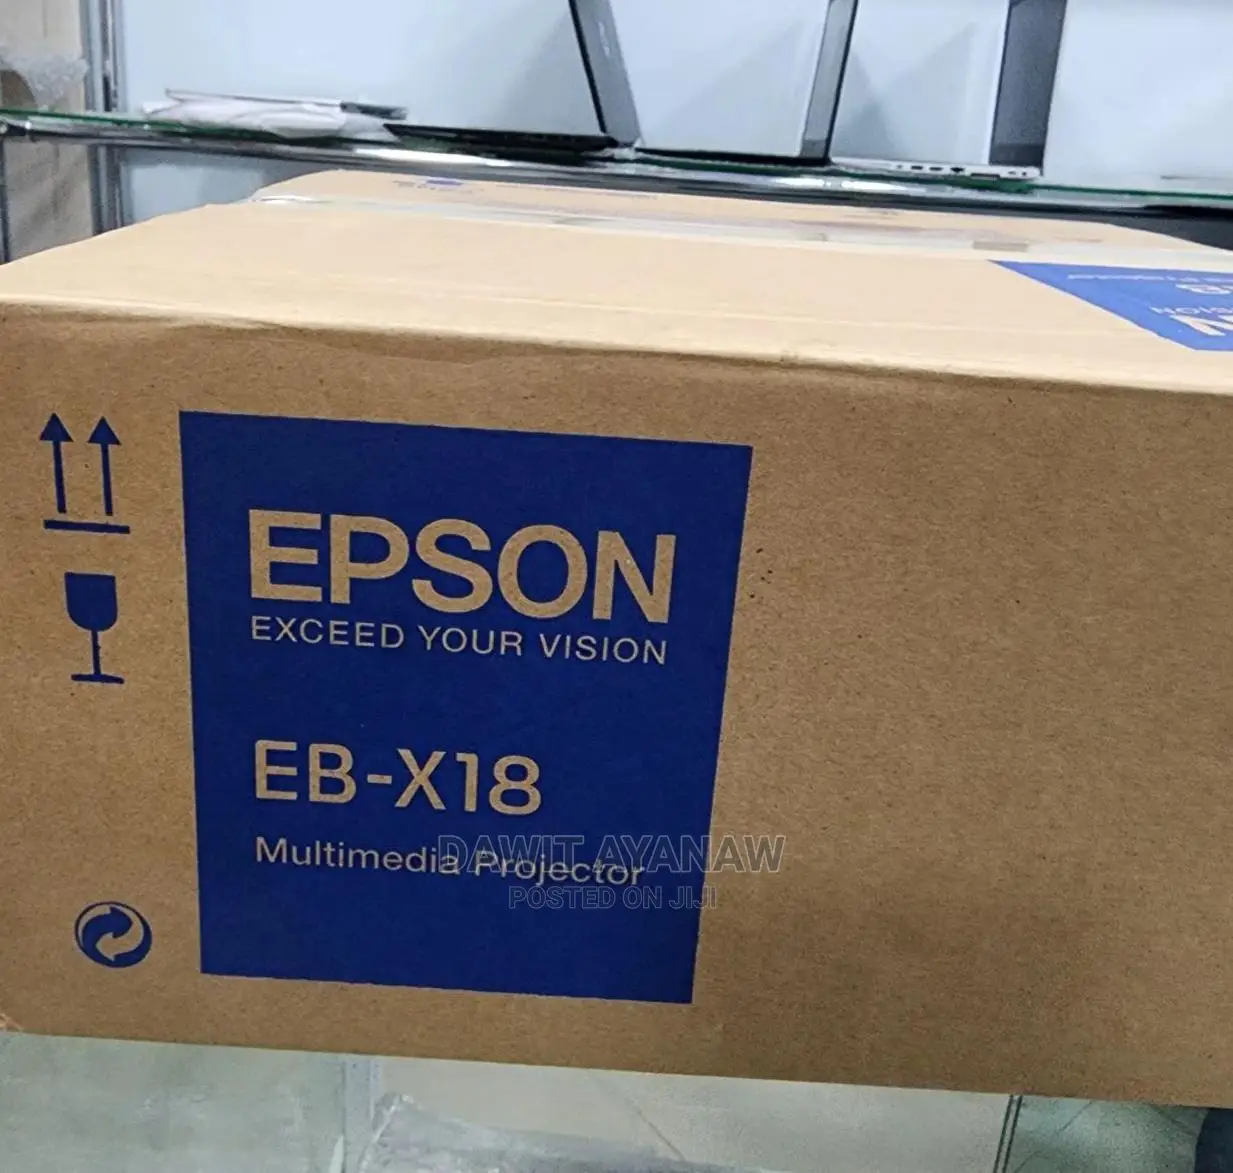 EPSON
EXCEED YOUR VISION
EB-X18
Multimedia Projector
DAWIT AYANAW
POSTED ON JIJI